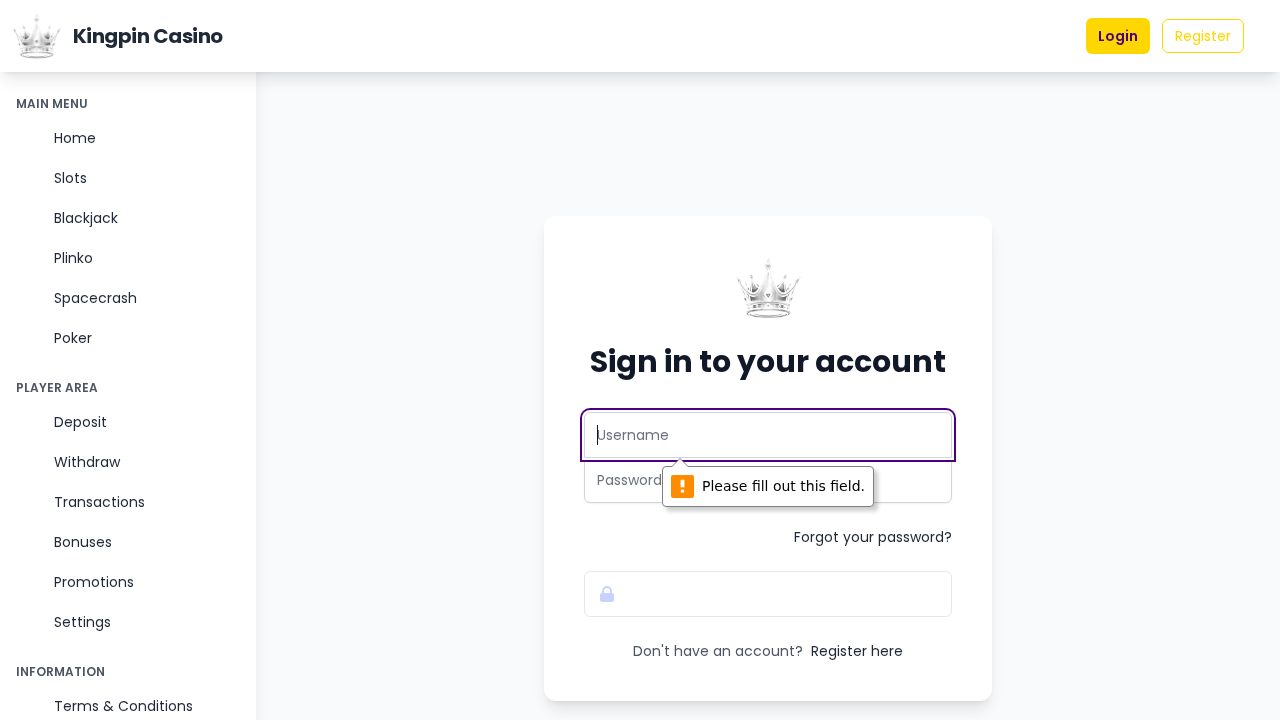 Kingpin Casino
Login
Register
MAIN MENU
Home
Slots
Blackjack
Plinko
Spacecrash
Poker
PLAYER AREA
Deposit
Withdraw
Transactions
Bonuses
Promotions
Settings
INFORMATION
Terms & Conditions
Sign in to your account
Username
Password
Please fill out this field.
Forgot your password?
Don't have an account? Register here